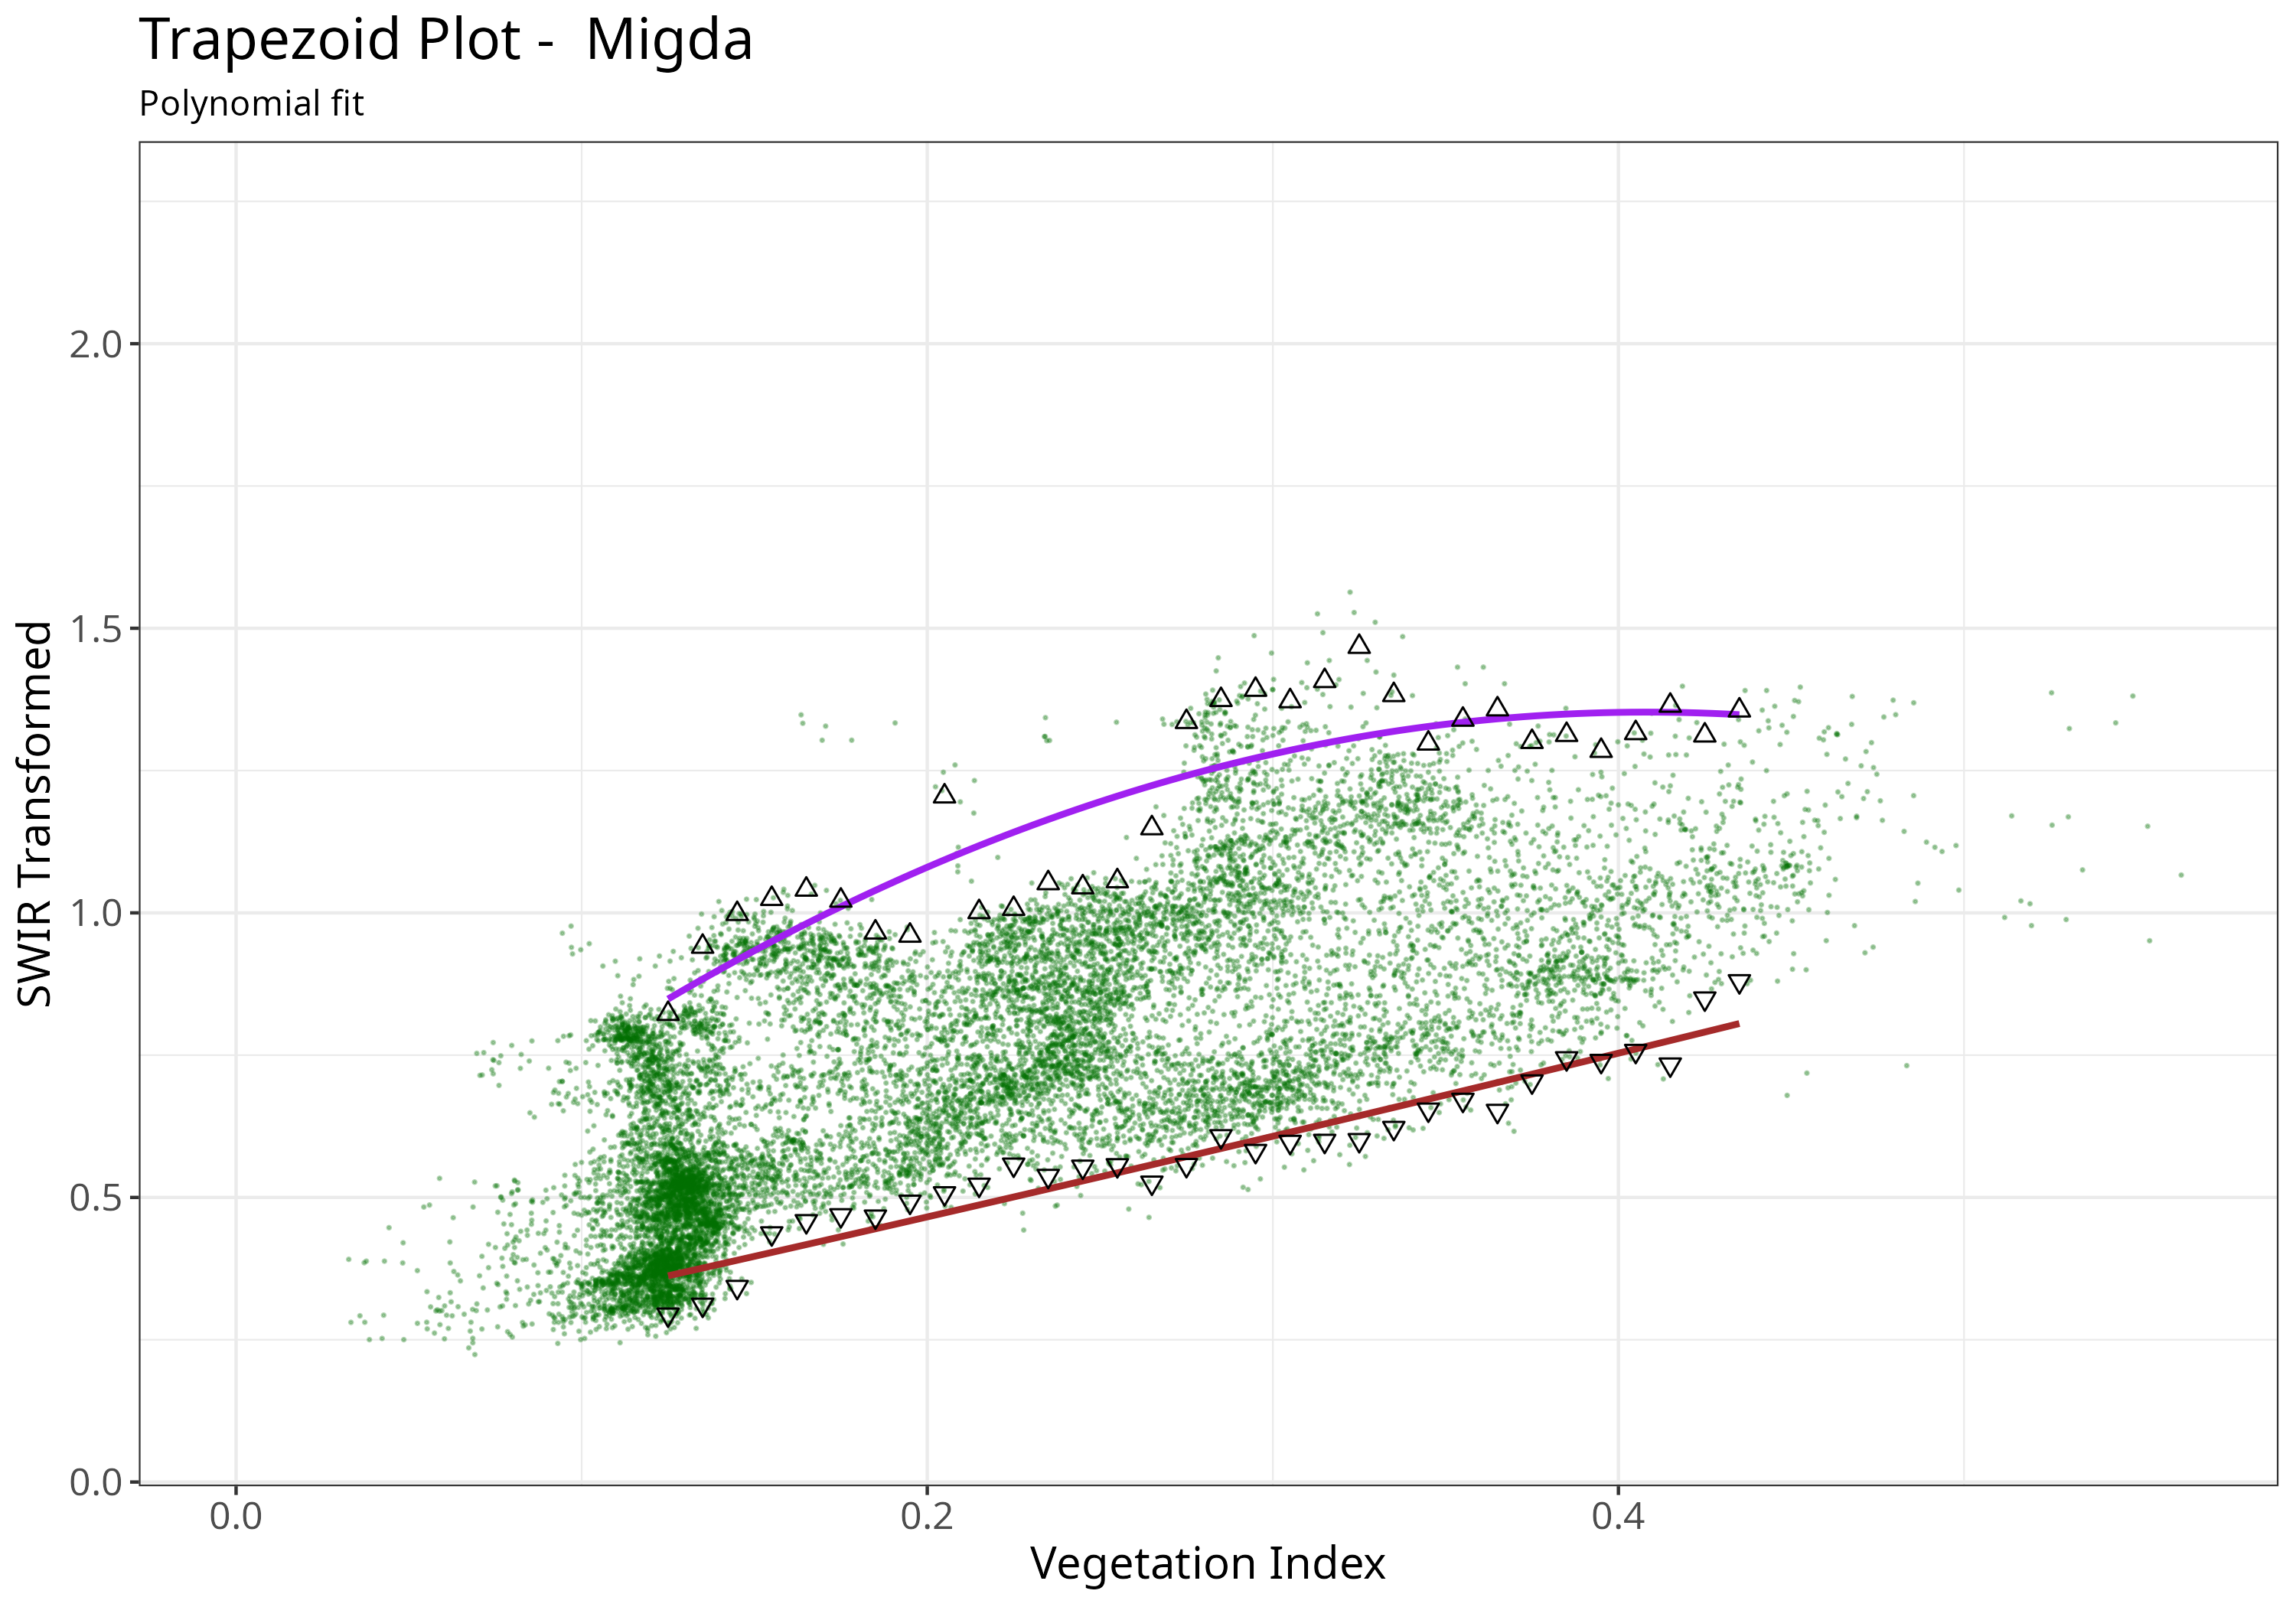 Trapezoid Plot -  Migda
Polynomial fit
SWIR Transformed
2.0
1.5
1.0
0.5
0.0
0.0
0.2
0.4
Vegetation Index